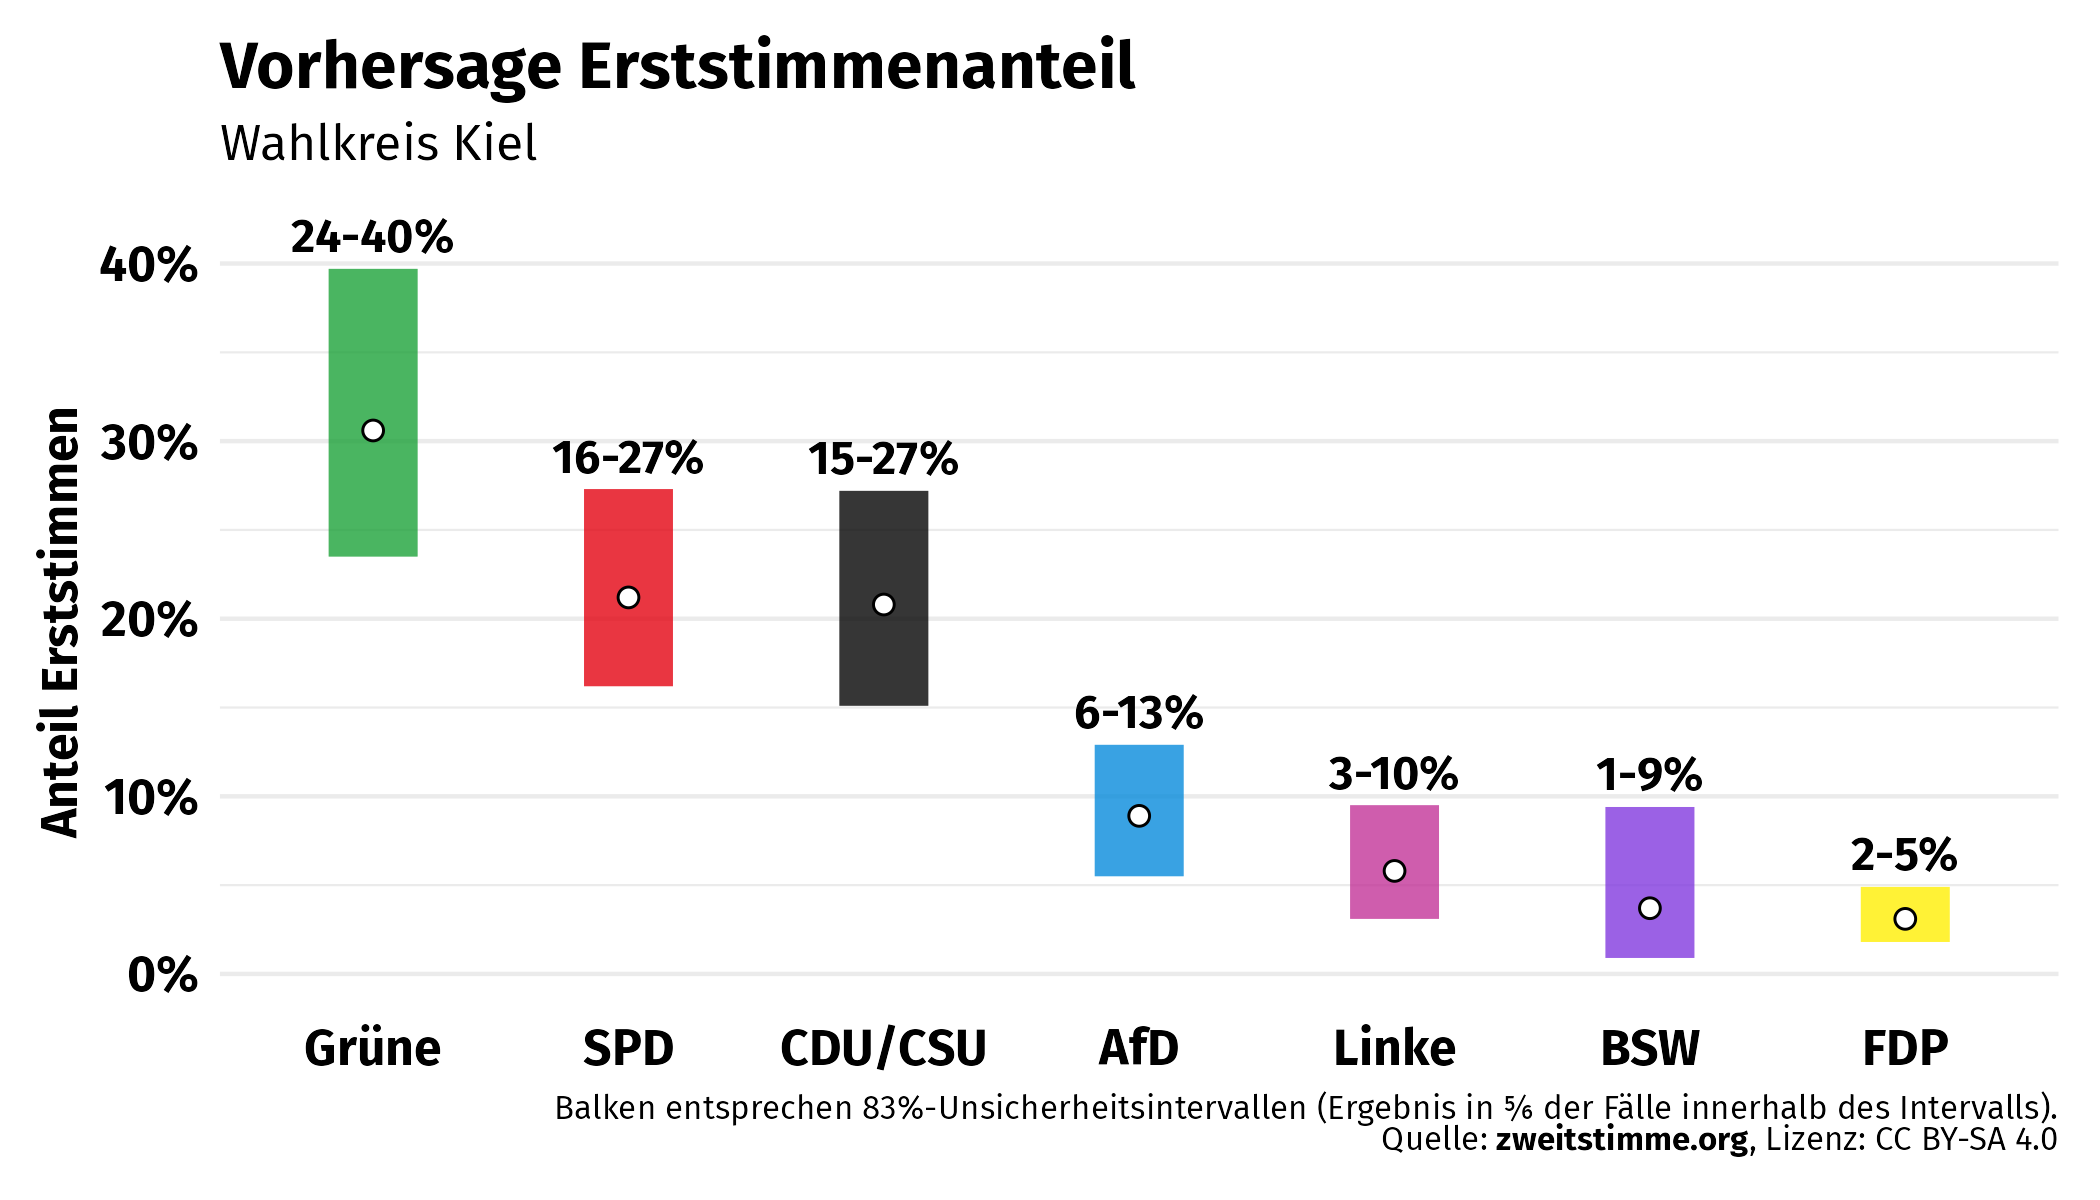 Vorhersage Erststimmenanteil
Wahlkreis Kiel
Anteil Erststimmen
40%
30%
20%
10%
0%
24-40%
16-27%
15-27%
6-13%
3-10%
1-9%
2-5%
Grüne
SPD
CDU/CSU
AfD
Linke
BSW
FDP
Balken entsprechen 83%-Unsicherheitsintervallen (Ergebnis in ⅚ der Fälle innerhalb des Intervalls).
Quelle: zweitstimme.org, Lizenz: CC BY-SA 4.0